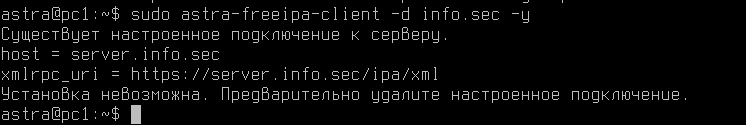 astra@pc1:~$ sudo astra-freeipa-client -d info.sec -y
Существует настроенное подключение к серверу.
host = server.info.sec
xmlrpc_uri = https://server.info.sec/ipa/xml
Установка невозможна. Предварительно удалите настроенное подключение.
astra@pc1:~$